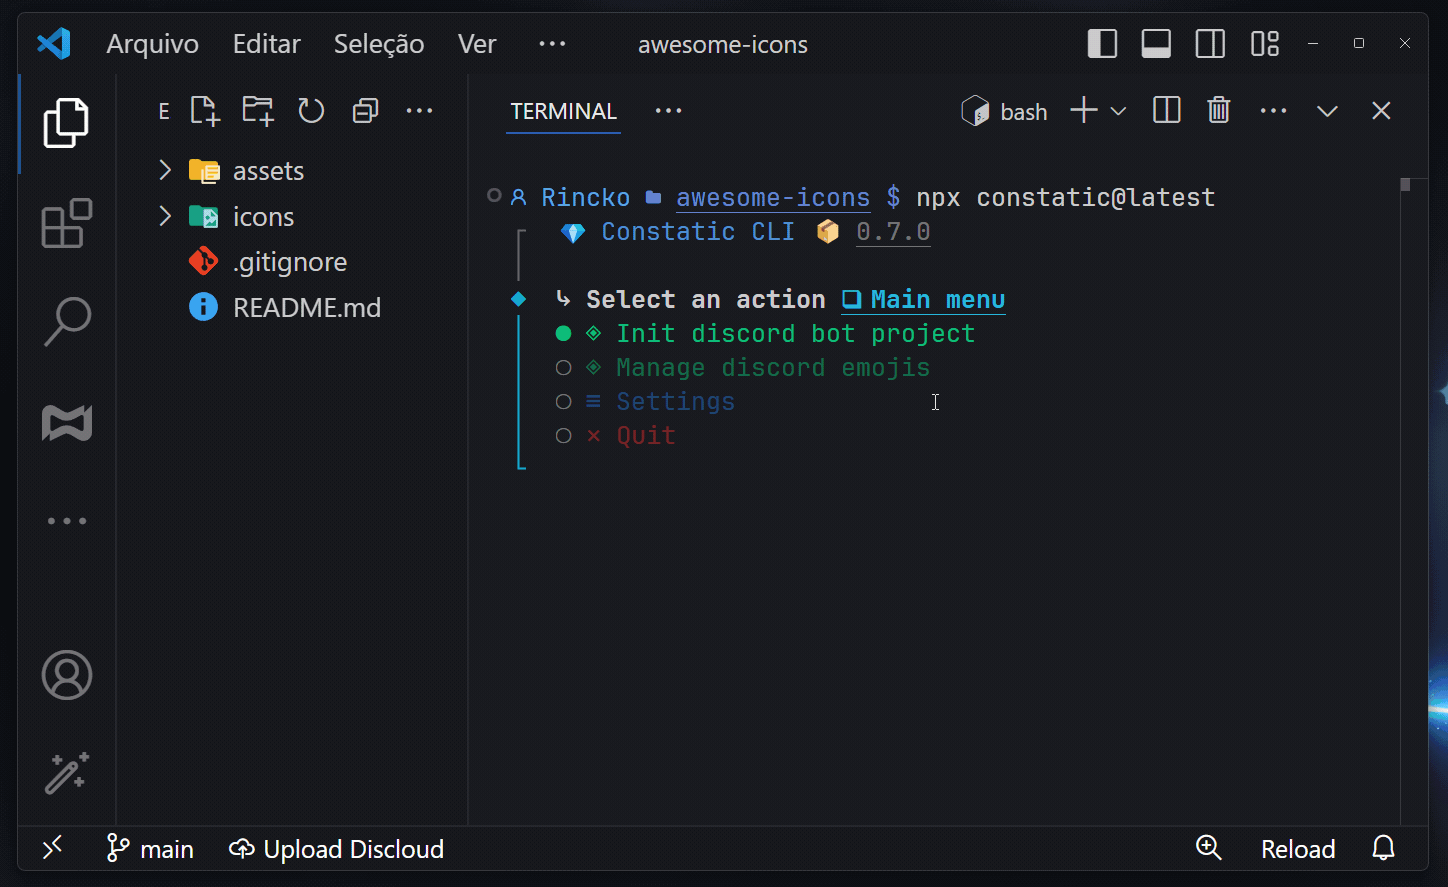 Arquivo Editar Seleção Ver ··· awesome-icons
E
TERMINAL ··· bash
assets
icons
.gitignore
README.md
Rincko awesome-icons $ npx constatic@latest
Constatic CLI 0.7.0
Select an action Main menu
Init discord bot project
Manage discord emojis
Settings
Quit
main Upload Discloud Reload